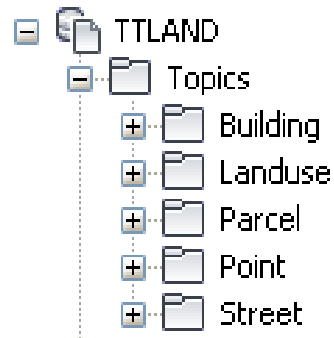 TTLAND
Topics
Building
Landuse
Parcel
Point
Street